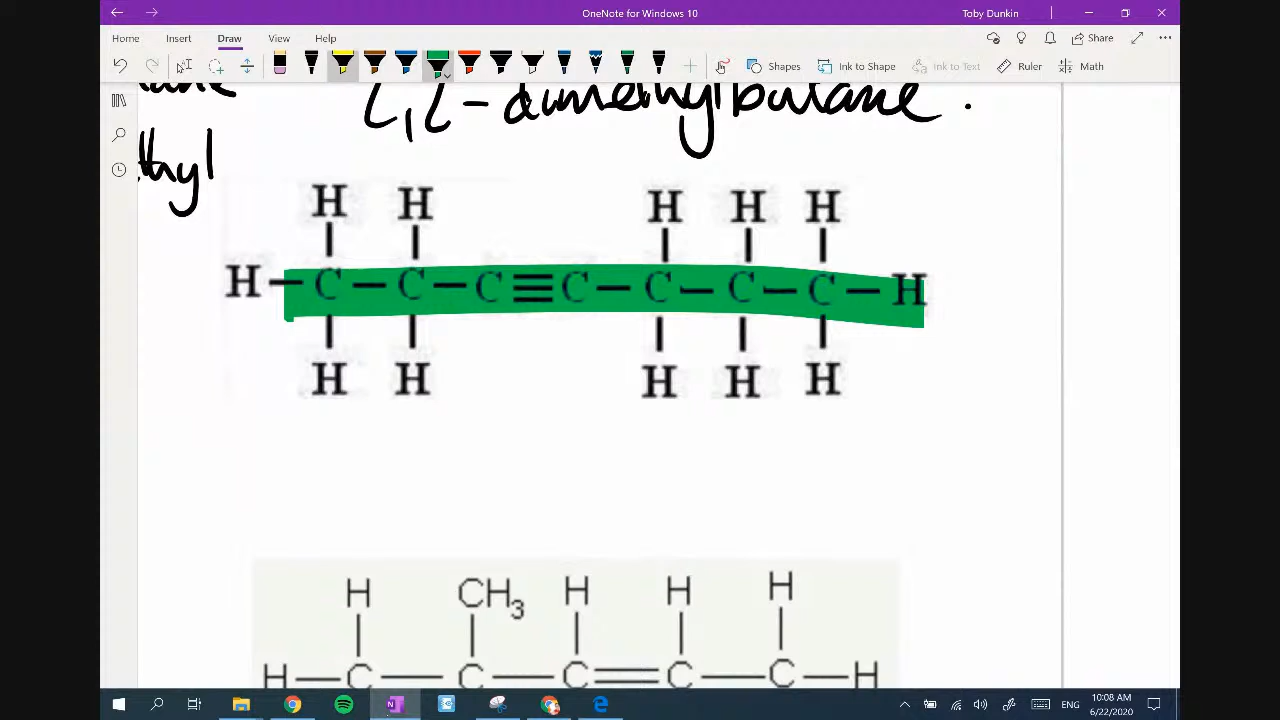 OneNote for Windows 10
Toby Dunkin
Home Insert Draw View Help
Share
Shapes Ink to Shape Ink to Text Ruler Math
2,2-dimethylbutane.
thyl
H H H H H
H-C-C-C≡C-C-C-C-H
H H H H H
H CH3 H H H
H-C-C-C=C-C-H
ENG
10:08 AM
6/22/2020